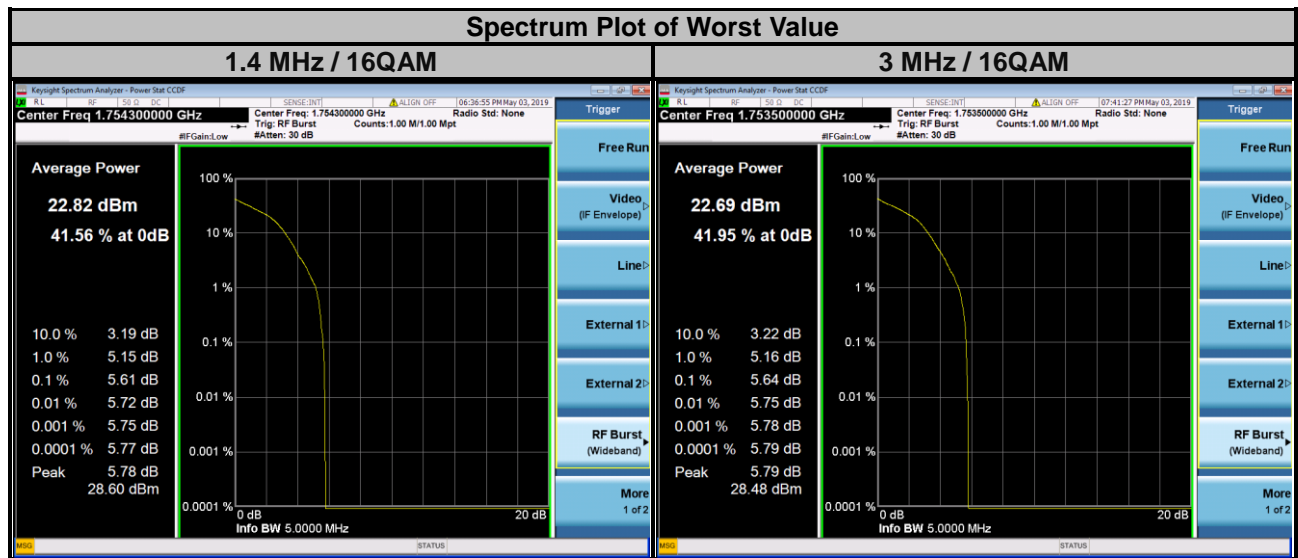 Spectrum Plot of Worst Value
1.4 MHz / 16QAM
3 MHz / 16QAM
Keysight Spectrum Analyzer - Power Stat CCDF
RL RF 50 Ω DC SENSE:INT ALIGN OFF 06:36:55 PM May 03, 2019
Center Freq 1.754300000 GHz
Center Freq: 1.754300000 GHz Radio Std: None
Trig: RF Burst Counts:1.00 M/1.00 Mpt
#IFGain:Low #Atten: 30 dB
Average Power
22.82 dBm
41.56 % at 0dB
10.0 % 3.19 dB
1.0 % 5.15 dB
0.1 % 5.61 dB
0.01 % 5.72 dB
0.001 % 5.75 dB
0.0001 % 5.77 dB
Peak 5.78 dB
28.60 dBm
100 %
10 %
1 %
0.1 %
0.01 %
0.001 %
0.0001 %
0 dB 20 dB
Info BW 5.0000 MHz
Trigger
Free Run
Video
(IF Envelope)
Line
External 1
External 2
RF Burst
(Wideband)
More
1 of 2
MSG STATUS
Keysight Spectrum Analyzer - Power Stat CCDF
RL RF 50 Ω DC SENSE:INT ALIGN OFF 07:41:27 PM May 03, 2019
Center Freq 1.753500000 GHz
Center Freq: 1.753500000 GHz Radio Std: None
Trig: RF Burst Counts:1.00 M/1.00 Mpt
#IFGain:Low #Atten: 30 dB
Average Power
22.69 dBm
41.95 % at 0dB
10.0 % 3.22 dB
1.0 % 5.16 dB
0.1 % 5.64 dB
0.01 % 5.75 dB
0.001 % 5.78 dB
0.0001 % 5.79 dB
Peak 5.79 dB
28.48 dBm
100 %
10 %
1 %
0.1 %
0.01 %
0.001 %
0.0001 %
0 dB 20 dB
Info BW 5.0000 MHz
Trigger
Free Run
Video
(IF Envelope)
Line
External 1
External 2
RF Burst
(Wideband)
More
1 of 2
MSG STATUS